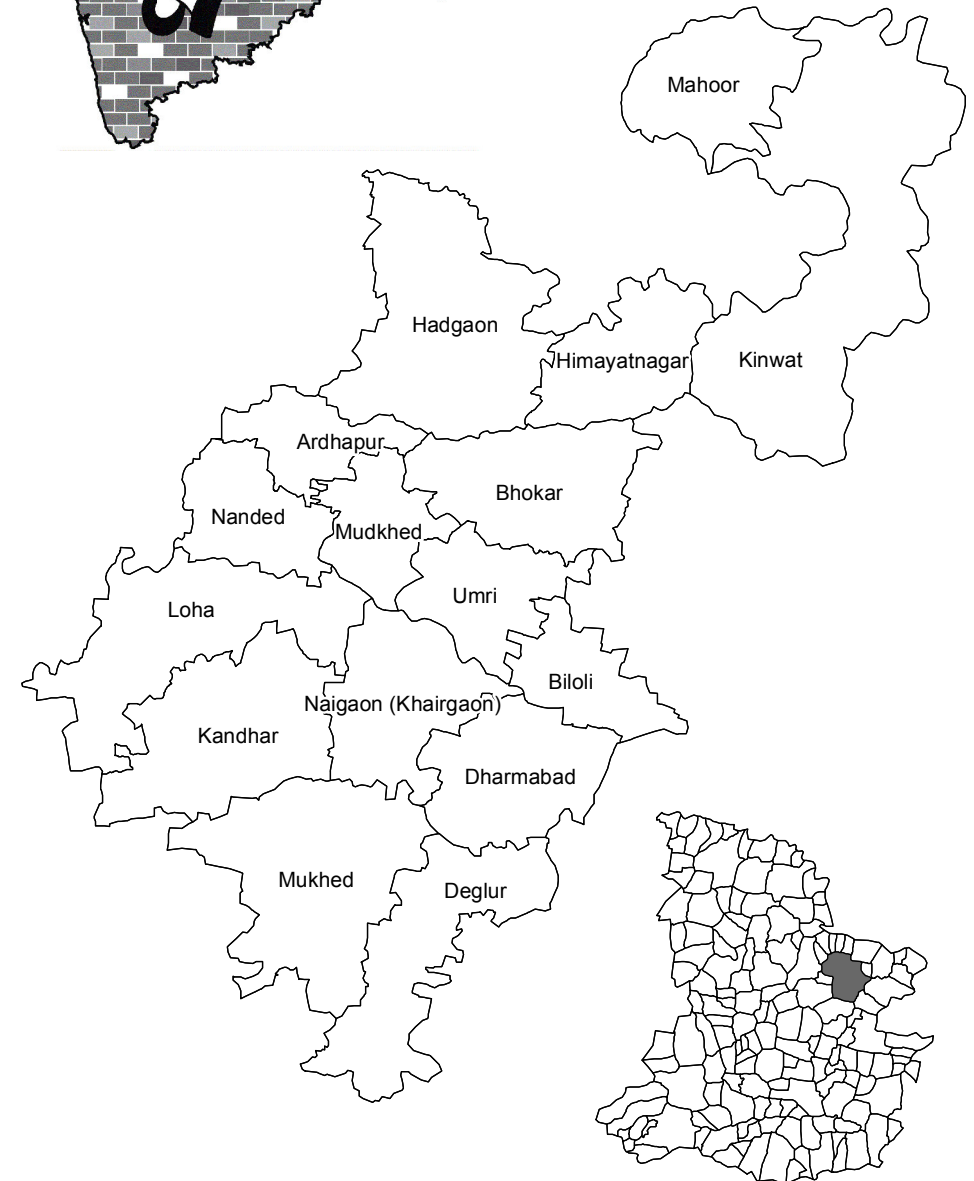 Mahoor
Hadgaon
Himayatnagar
Kinwat
Ardhapur
Bhokar
Nanded
Mudkhed
Umri
Loha
Biloli
Naigaon (Khairgaon)
Kandhar
Dharmabad
Mukhed
Deglur